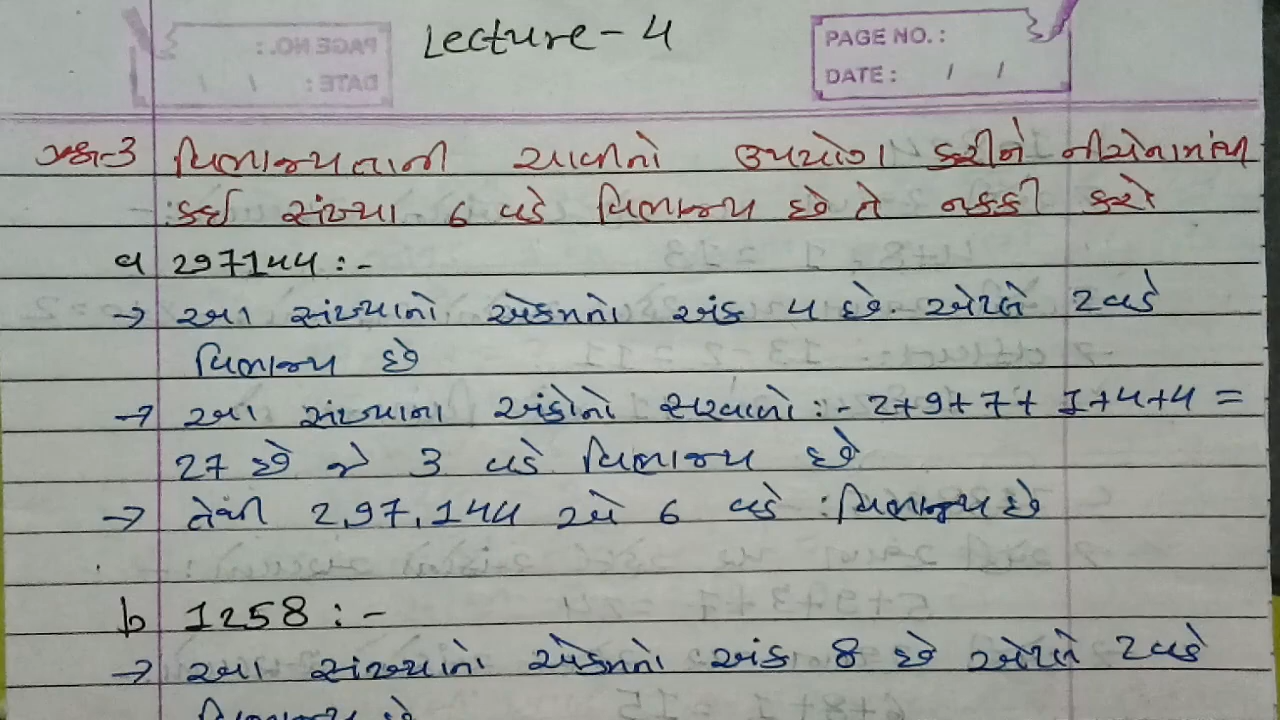 Lecture - 4
PAGE NO.:
DATE: / /
પ્રશ્ન-3 વિભાજ્યતાની ચાવીનો ઉપયોગ કરીને નીચેનામાંથી
કઈ સંખ્યા 6 વડે વિભાજ્ય છે તે નક્કી કરો
a 297144 :-
→ આ સંખ્યાનો એકમનો અંક 4 છે. એટલે 2 વડે
વિભાજ્ય છે
→ આ સંખ્યાના અંકોનો સરવાળો :- 2+9+7+1+4+4 =
27 છે જે 3 વડે વિભાજ્ય છે
→ તેથી 2,97,144 એ 6 વડે વિભાજ્ય છે
b 1258 : -
→ આ સંખ્યાનો એકમનો અંક 8 છે એટલે 2 વડે
વિભાજ્ય છે